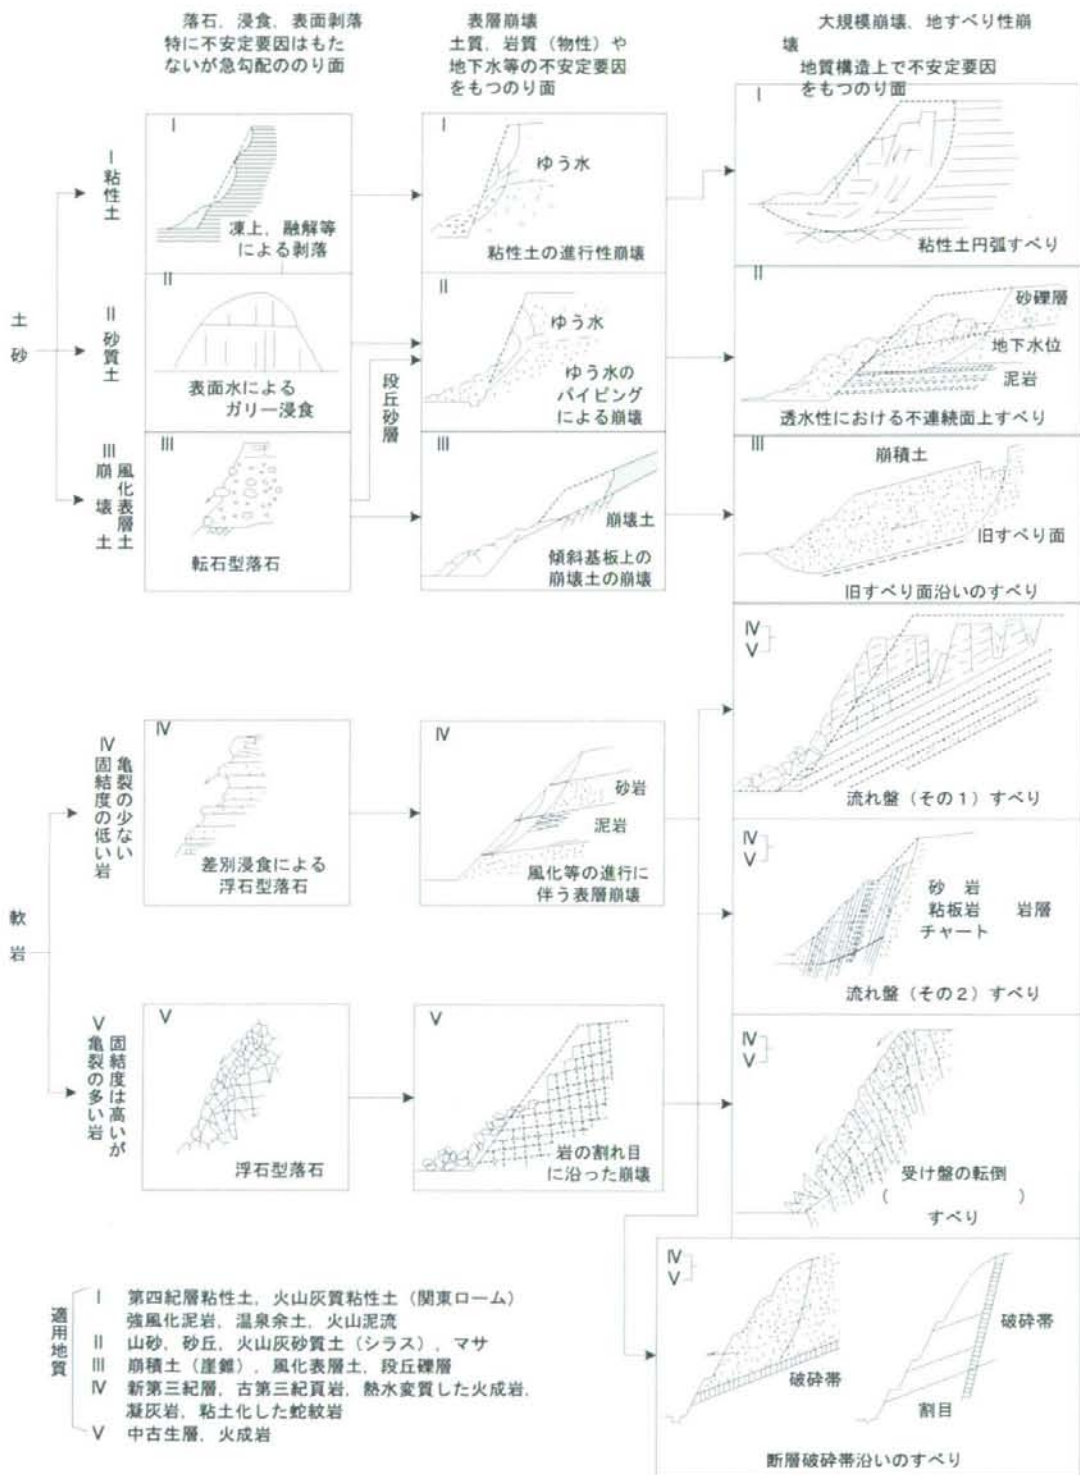 落石，浸食，表面剥落
特に不安定要因はもた
ないが急勾配ののり面
表層崩壊
土質，岩質（物性）や
地下水等の不安定要因
をもつのり面
大規模崩壊、地すべり性崩
壊
地質構造上で不安定要因
をもつのり面
土砂
Ⅰ 粘性土
Ⅰ
凍上，融解等
による剥落
Ⅰ
ゆう水
粘性土の進行性崩壊
Ⅰ
粘性土円弧すべり
Ⅱ 砂質土
Ⅱ
表面水による
ガリー浸食
段丘砂層
Ⅱ
ゆう水
ゆう水の
パイピング
による崩壊
Ⅱ
砂礫層
地下水位
泥岩
透水性における不連続面上すべり
Ⅲ
風化表層土
崩壊土
Ⅲ
転石型落石
Ⅲ
崩壊土
傾斜基板上の
崩壊土の崩壊
Ⅲ
崩積土
旧すべり面
旧すべり面沿いのすべり
軟岩
Ⅳ
亀裂の少ない
固結度の低い岩
Ⅳ
差別浸食による
浮石型落石
Ⅳ
砂岩
泥岩
風化等の進行に
伴う表層崩壊
Ⅳ
Ⅴ
流れ盤（その１）すべり
Ⅳ
Ⅴ
砂　岩
粘板岩　岩層
チャート
流れ盤（その２）すべり
Ⅴ
固結度は高いが
亀裂の多い岩
Ⅴ
浮石型落石
Ⅴ
岩の割れ目
に沿った崩壊
Ⅳ
Ⅴ
受け盤の転倒
（　　　　）
すべり
Ⅳ
Ⅴ
破砕帯
破砕帯
割目
断層破砕帯沿いのすべり
適用地質
Ⅰ　第四紀層粘性土，火山灰質粘性土（関東ローム）
強風化泥岩，温泉余土，火山泥流
Ⅱ　山砂，砂丘，火山灰砂質土（シラス），マサ
Ⅲ　崩積土（崖錐），風化表層土，段丘礫層
Ⅳ　新第三紀層，古第三紀頁岩，熱水変質した火成岩，
凝灰岩，粘土化した蛇紋岩
Ⅴ　中古生層，火成岩